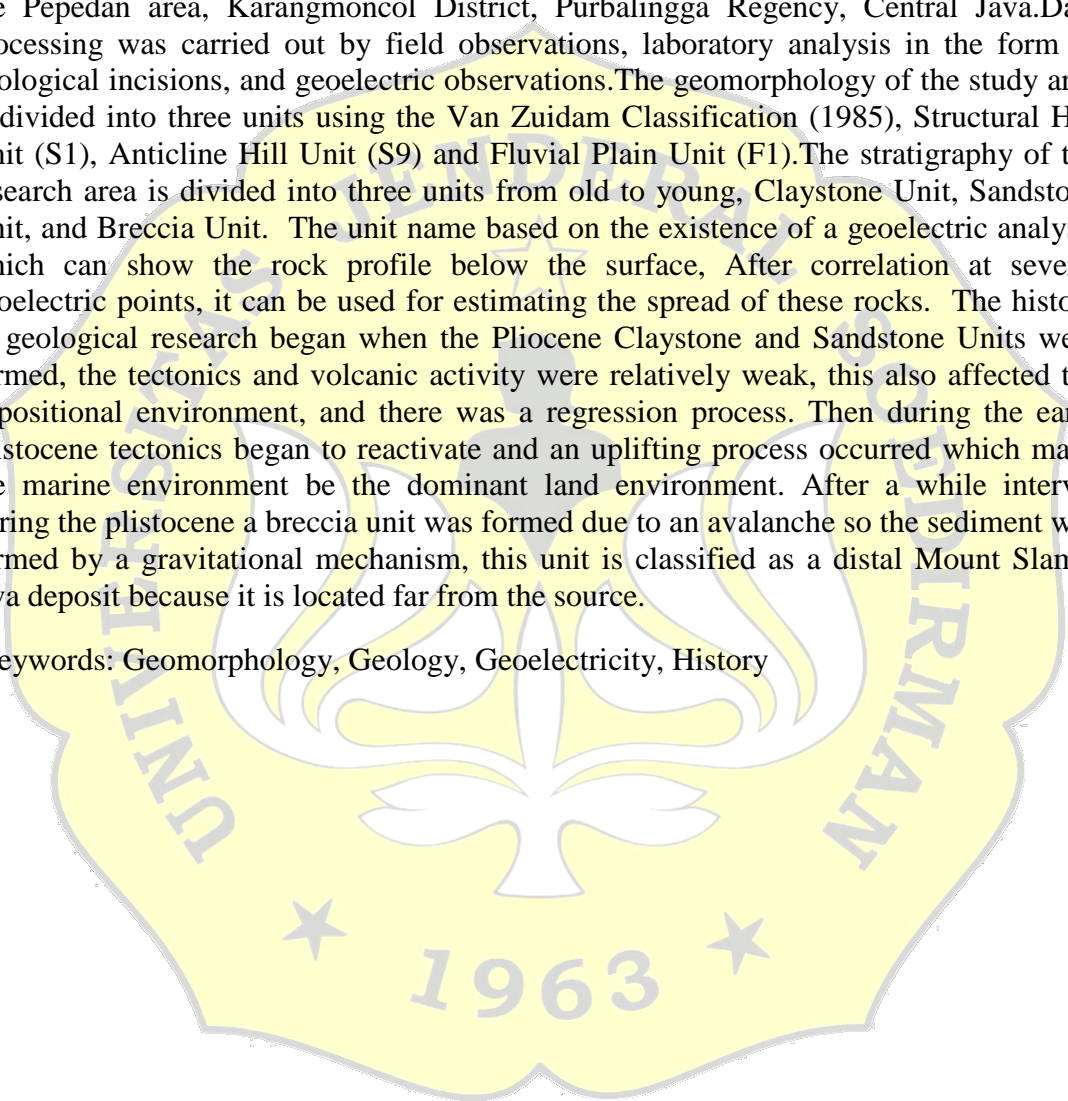 e Pepedan area, Karangmoncol District, Purbalingga Regency, Central Java.Da
ocessing was carried out by field observations, laboratory analysis in the form
ological incisions, and geoelectric observations.The geomorphology of the study ar
divided into three units using the Van Zuidam Classification (1985), Structural H
nit (S1), Anticline Hill Unit (S9) and Fluvial Plain Unit (F1).The stratigraphy of t
search area is divided into three units from old to young, Claystone Unit, Sandsto
nit, and Breccia Unit. The unit name based on the existence of a geoelectric analys
hich can show the rock profile below the surface, After correlation at sever
oelectric points, it can be used for estimating the spread of these rocks. The histo
geological research began when the Pliocene Claystone and Sandstone Units we
rmed, the tectonics and volcanic activity were relatively weak, this also affected t
positional environment, and there was a regression process. Then during the ear
istocene tectonics began to reactivate and an uplifting process occurred which ma
e marine environment be the dominant land environment. After a while interv
ring the plistocene a breccia unit was formed due to an avalanche so the sediment w
rmed by a gravitational mechanism, this unit is classified as a distal Mount Slam
va deposit because it is located far from the source.
eywords: Geomorphology, Geology, Geoelectricity, History
UNIVERSITAS JENDERAL SOEDIRMAN
1963